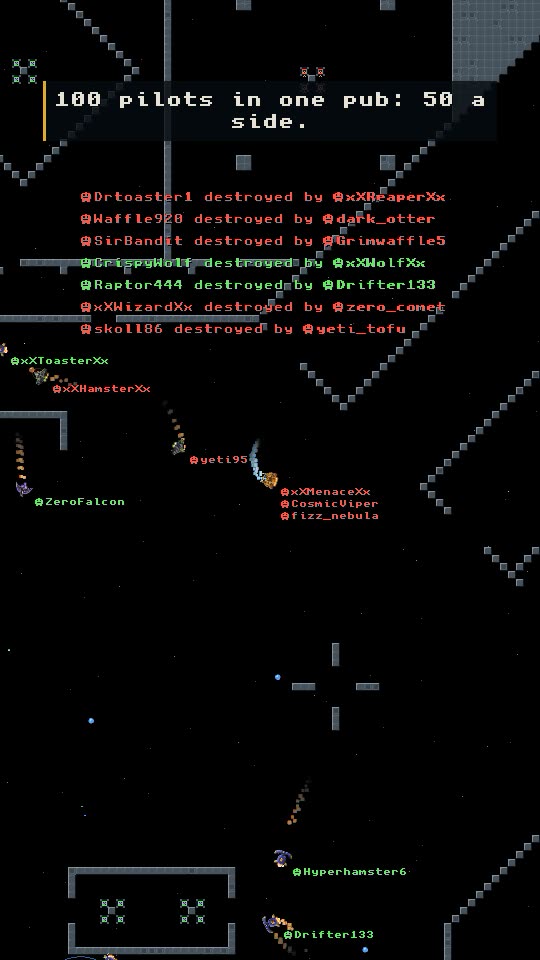 100 pilots in one pub: 50 a
side.
Drtoaster1 destroyed by xXReaperXx
Waffle920 destroyed by dark_otter
SirBandit destroyed by Grimwaffle5
CrispyWolf destroyed by xXWolfXx
Raptor444 destroyed by Drifter133
xXWizardXx destroyed by zero_comet
skoll86 destroyed by yeti_tofu
xXToasterXx
xXHamsterXx
yeti95
xXMenaceXx
ZeroFalcon
CosmicViper
fizz_nebula
Hyperhamster6
Drifter133